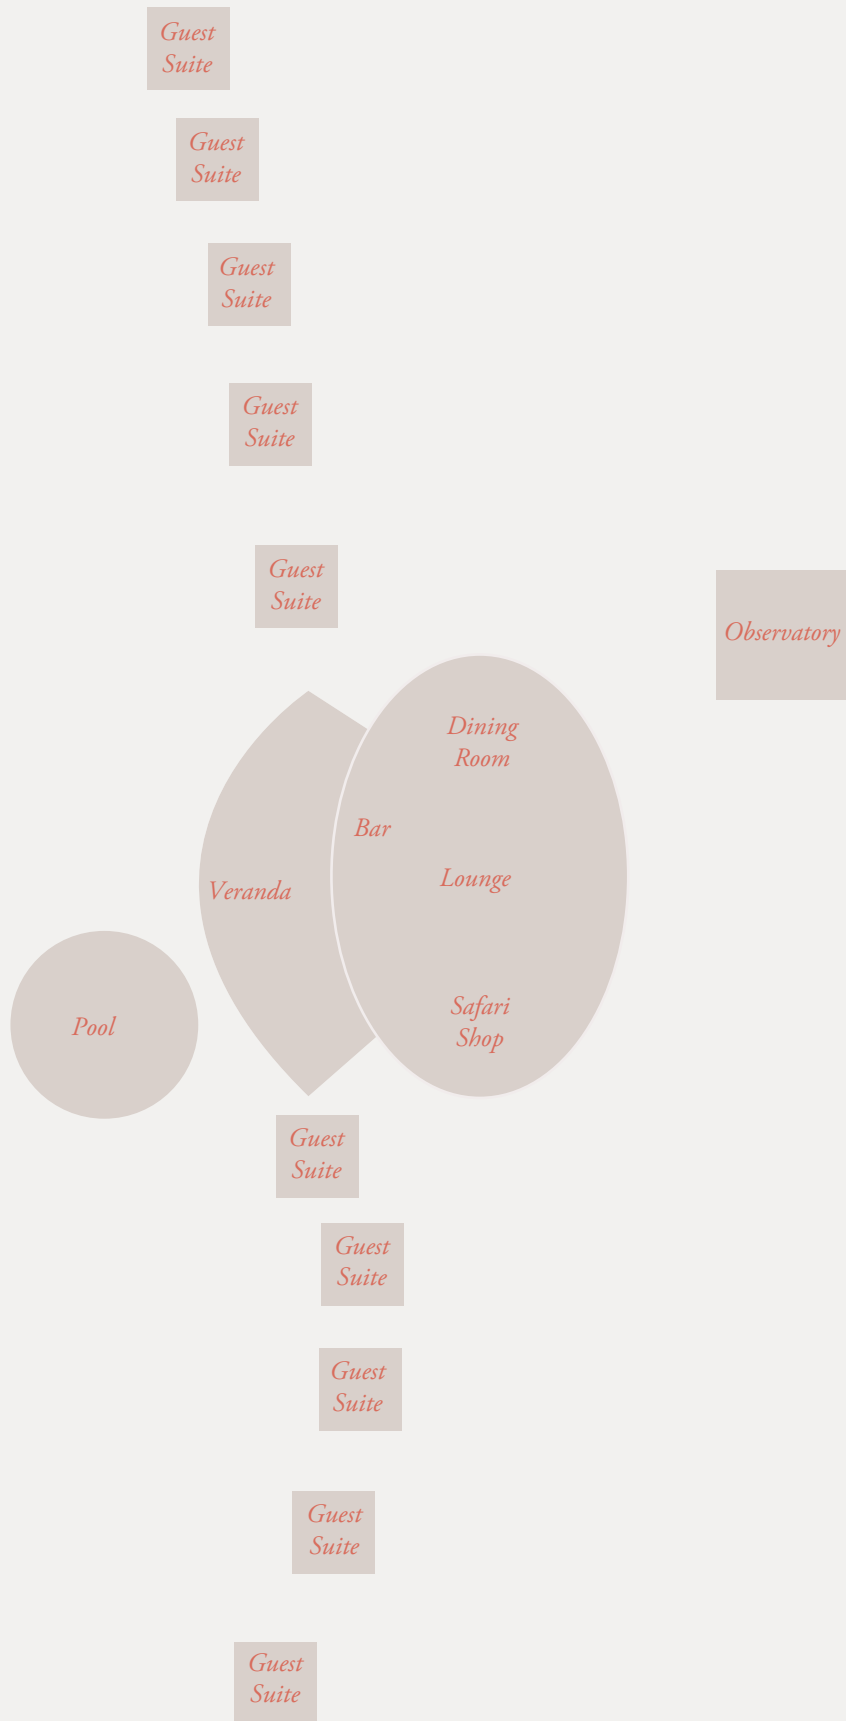 Guest
Suite
Guest
Suite
Guest
Suite
Guest
Suite
Guest
Suite
Observatory
Dining
Room
Bar
Lounge
Veranda
Safari
Shop
Pool
Guest
Suite
Guest
Suite
Guest
Suite
Guest
Suite
Guest
Suite